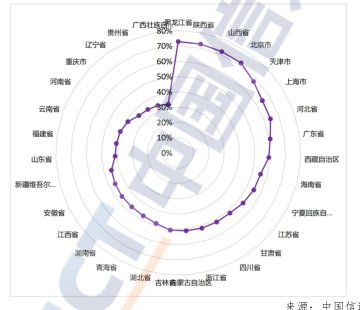 广西壮族自
黑龙江省
陕西省
山西省
北京市
天津市
上海市
河北省
广东省
西藏自治区
海南省
宁夏回族自...
江苏省
甘肃省
四川省
浙江省
内蒙古自治区
吉林省
湖北省
青海省
湖南省
江西省
安徽省
新疆维吾尔...
山东省
福建省
云南省
河南省
重庆市
辽宁省
贵州省
80%
70%
60%
50%
40%
30%
20%
10%
0%
中国信
ICT
来源：中国信